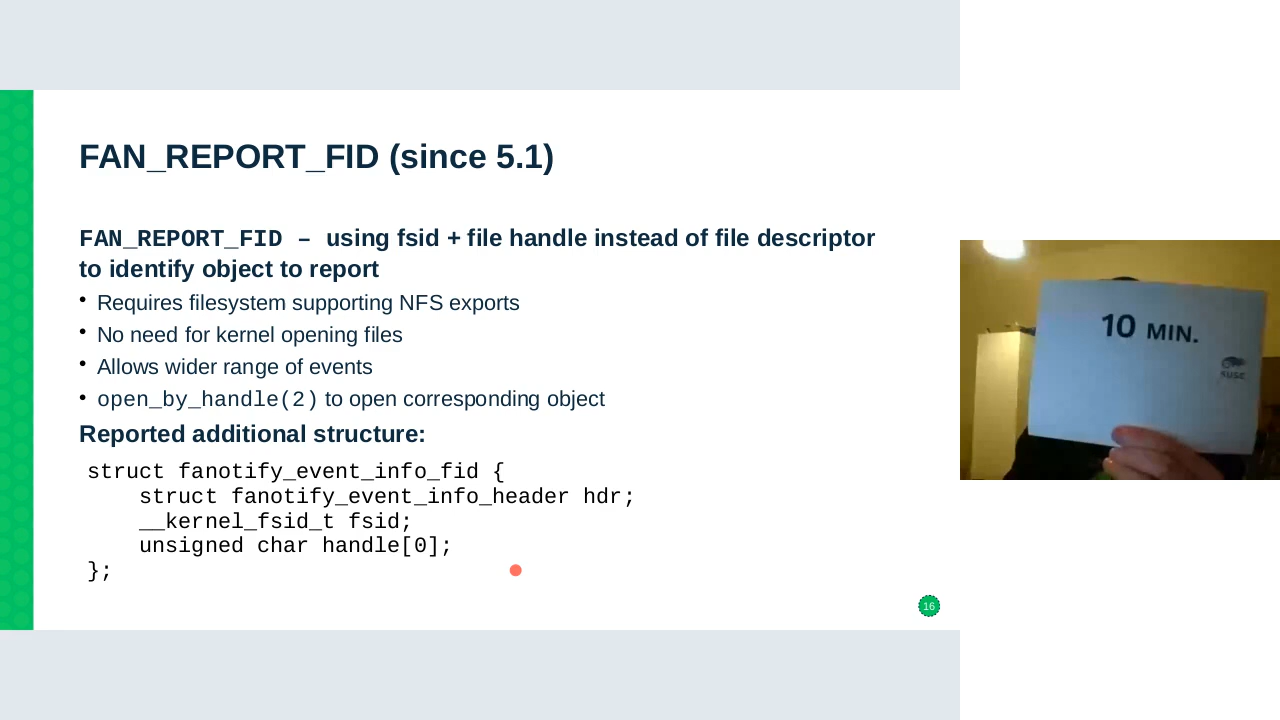 FAN_REPORT_FID (since 5.1)
FAN_REPORT_FID – using fsid + file handle instead of file descriptor
to identify object to report
• Requires filesystem supporting NFS exports
• No need for kernel opening files
• Allows wider range of events
• open_by_handle(2) to open corresponding object
Reported additional structure:
struct fanotify_event_info_fid {
    struct fanotify_event_info_header hdr;
    __kernel_fsid_t fsid;
    unsigned char handle[0];
};
16
10 MIN.
SUSE